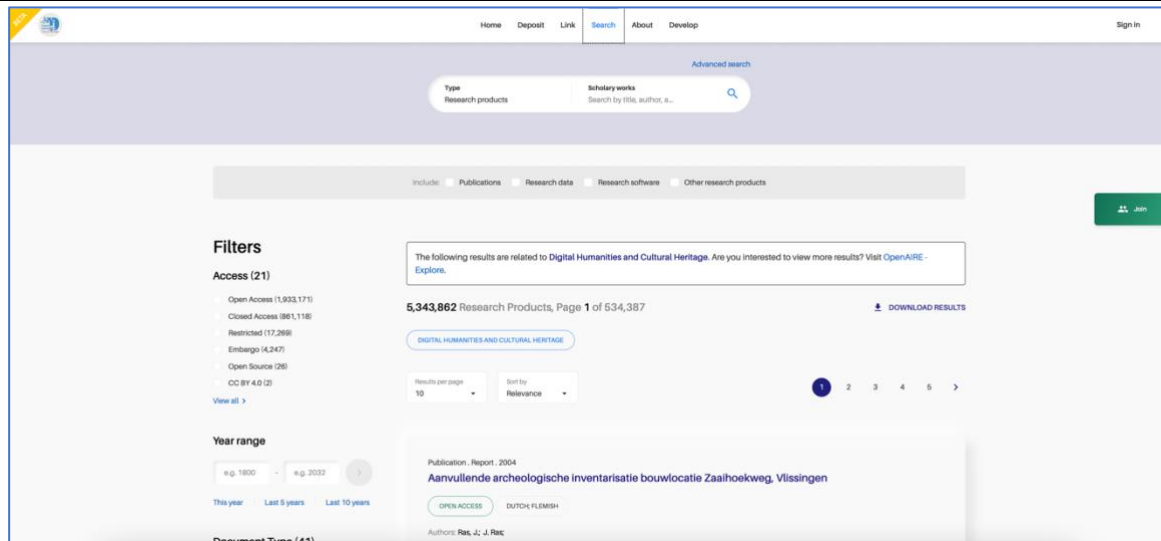 BETA
Home Deposit Link Search About Develop Sign in
Advanced search
Type Scholary works
Research products Search by title, author, a...
Include: Publications Research data Research software Other research products
Join
Filters
The following results are related to Digital Humanities and Cultural Heritage. Are you interested to view more results? Visit OpenAIRE -
Explore.
Access (21)
Open Access (1,933,171)
Closed Access (861,118)
Restricted (17,269)
Embargo (4,247)
Open Source (26)
CC BY 4.0 (2)
View all >
5,343,862 Research Products, Page 1 of 534,387
DOWNLOAD RESULTS
DIGITAL HUMANITIES AND CULTURAL HERITAGE
Results per page Sort by
10 Relevance
1 2 3 4 5 >
Year range
e.g. 1800 - e.g. 2032
This year Last 5 years Last 10 years
Document Type (41)
Publication . Report . 2004
Aanvullende archeologische inventarisatie bouwlocatie Zaaihoekweg, Vlissingen
OPEN ACCESS DUTCH; FLEMISH
Authors: Ras, J.; J. Ras;